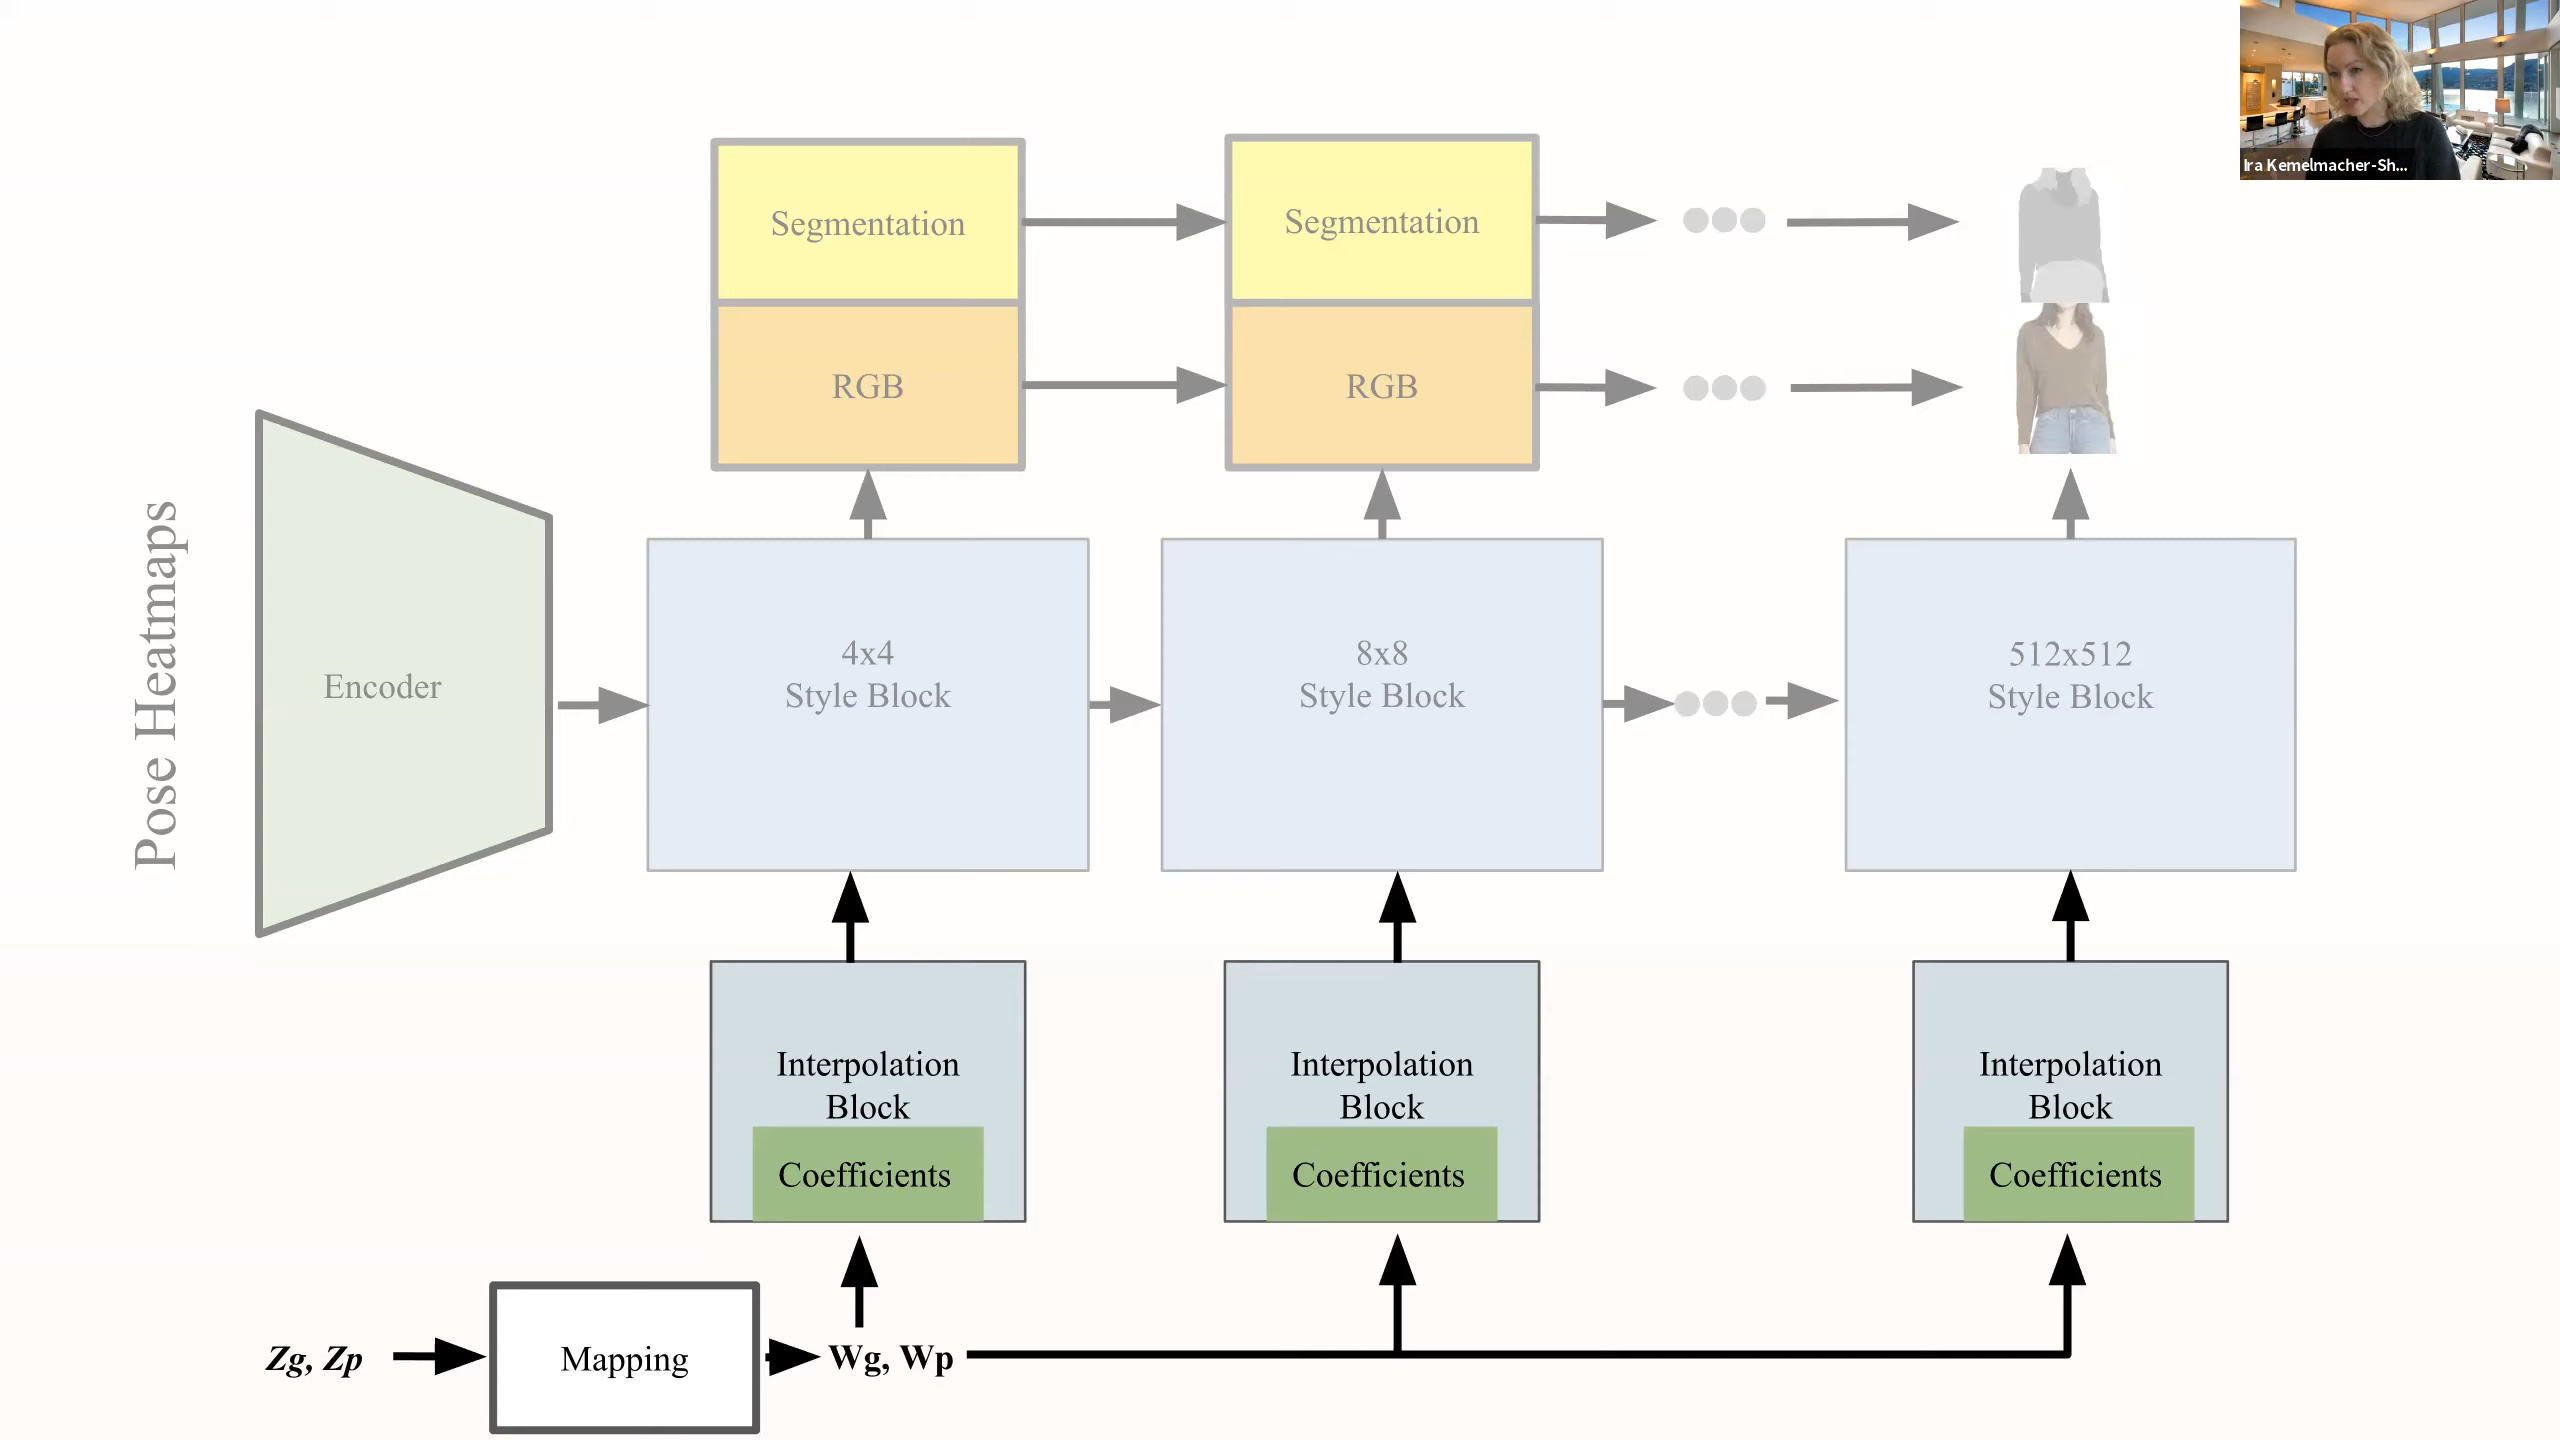 Ira Kemelmacher-Sh...
Segmentation
Segmentation
RGB
RGB
Pose Heatmaps
Encoder
4x4
Style Block
8x8
Style Block
512x512
Style Block
Interpolation
Block
Coefficients
Interpolation
Block
Coefficients
Interpolation
Block
Coefficients
Zg, Zp
Mapping
Wg, Wp